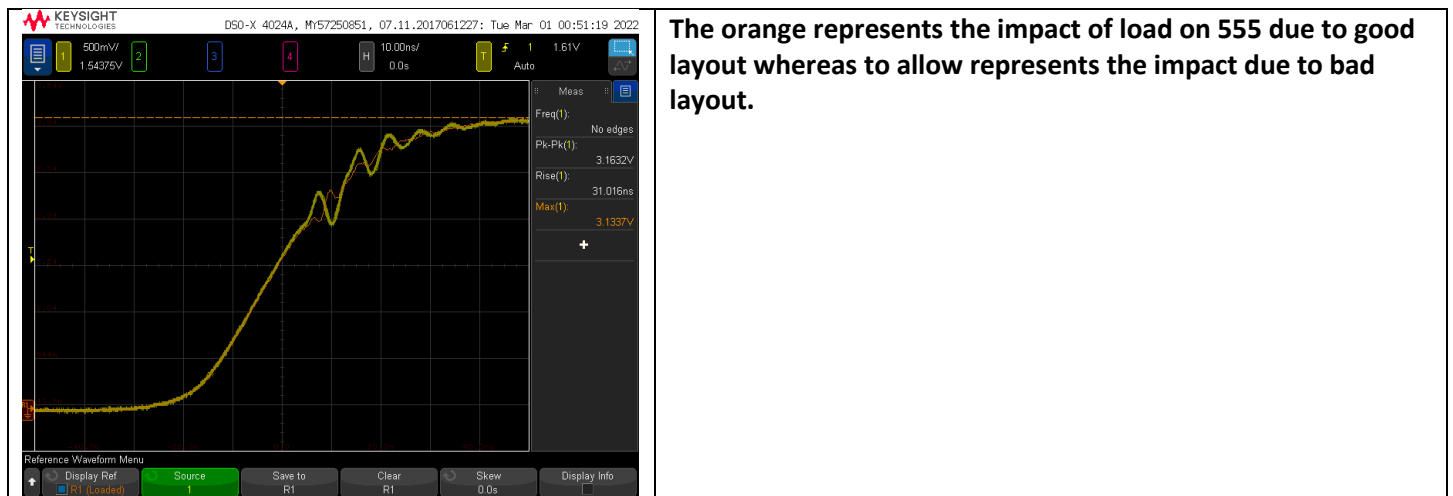 KEYSIGHT
TECHNOLOGIES
DSO-X 4024A, MY57250851, 07.11.2017061227: Tue Mar 01 00:51:19 2022
1 500mV/ 2 3 4 H 10.00ns/ T 1 1.61V
1.54375V 0.0s Auto
Meas
Freq(1):
No edges
Pk-Pk(1):
3.1632V
Rise(1):
31.016ns
Max(1):
3.1337V
+
T
Reference Waveform Menu
Display Ref Source Save to Clear Skew Display Info
R1 (Loaded) 1 R1 R1 0.0s
The orange represents the impact of load on 555 due to good
layout whereas to allow represents the impact due to bad
layout.